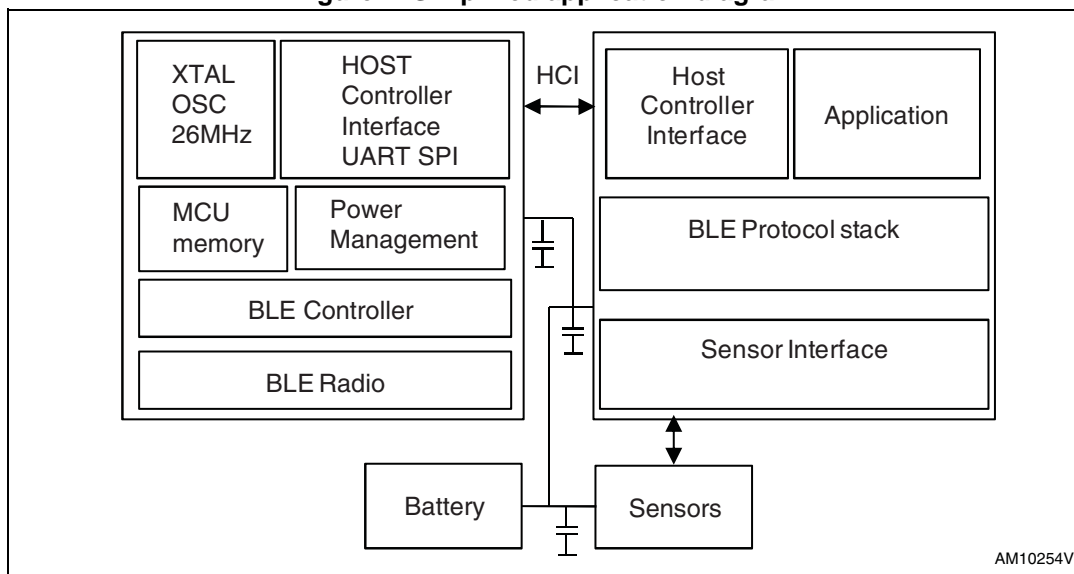 XTAL
OSC
26MHz
HOST
Controller
Interface
UART SPI
HCI
Host
Controller
Interface
Application
MCU
memory
Power
Management
BLE Protocol stack
BLE Controller
Sensor Interface
BLE Radio
Battery
Sensors
AM10254V